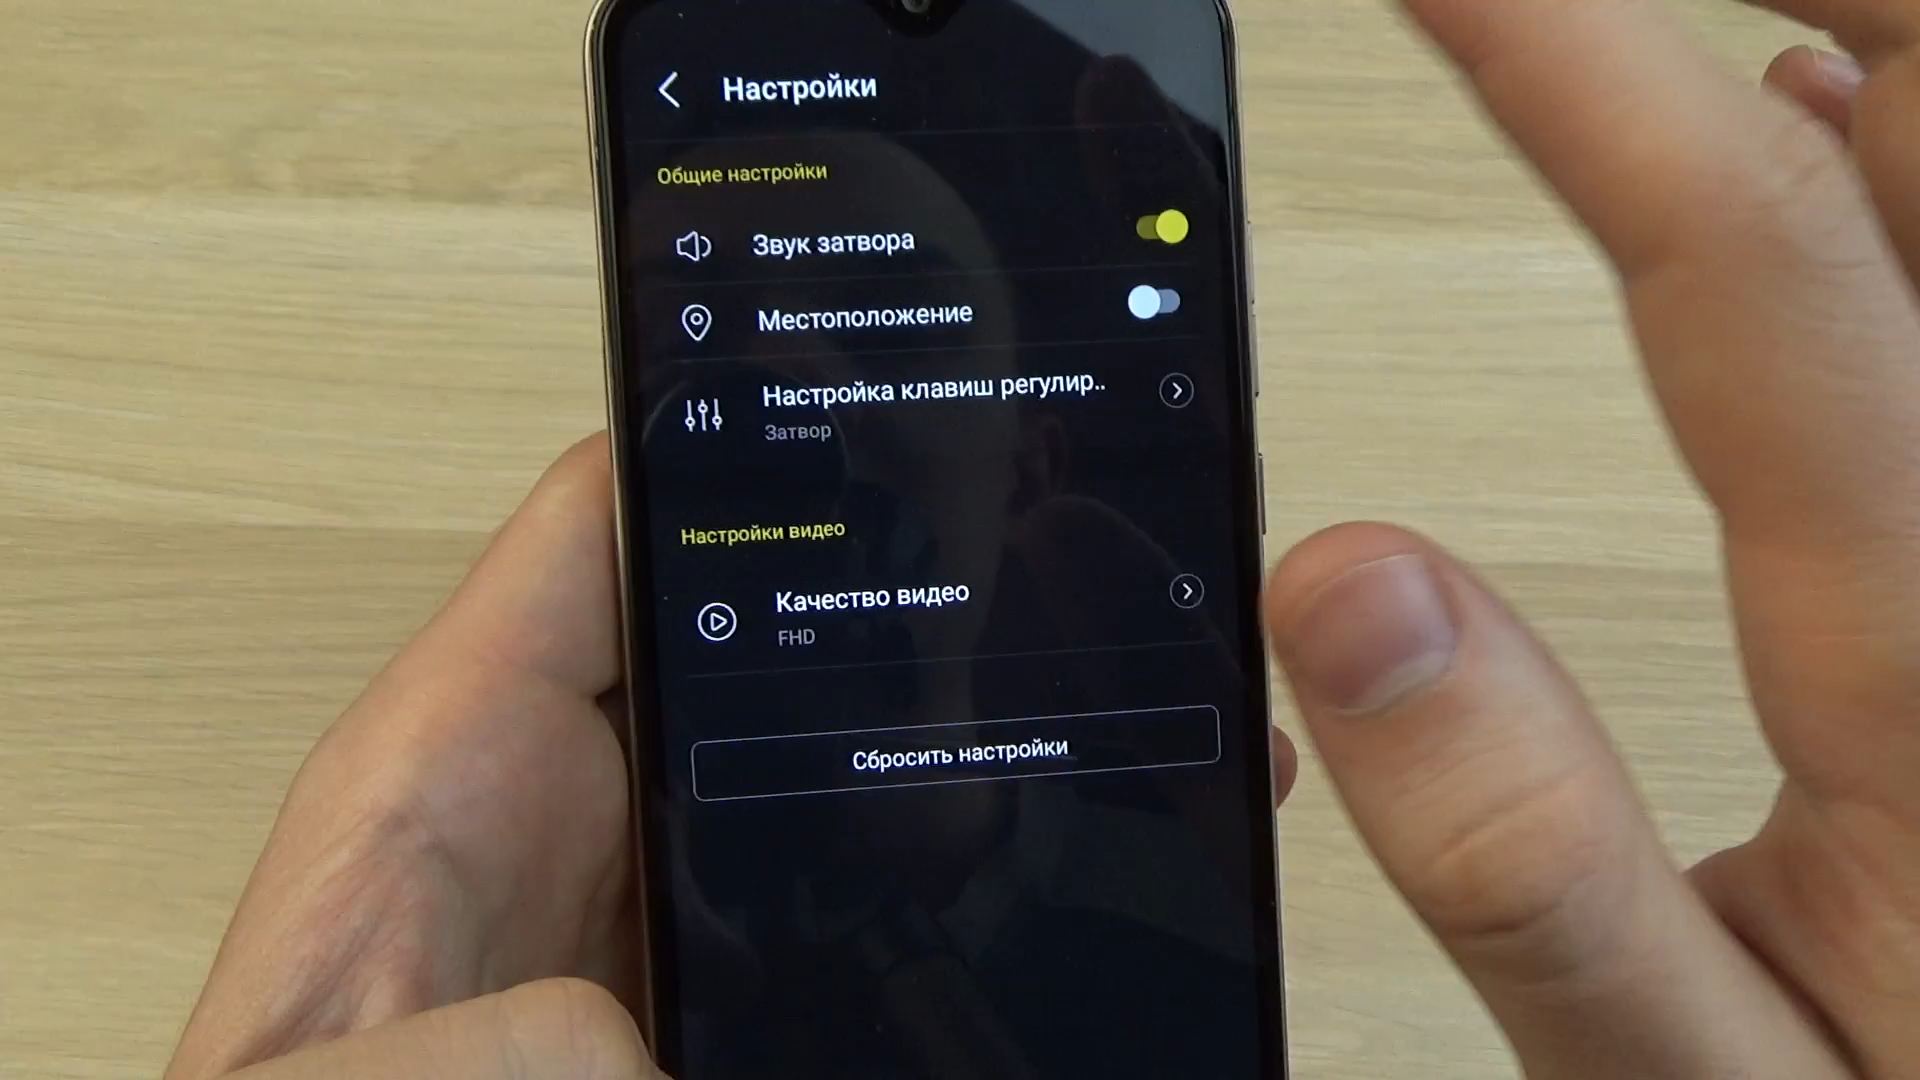 Настройки
Общие настройки
Звук затвора
Местоположение
Настройка клавиш регулир..
Затвор
Настройки видео
Качество видео
FHD
Сбросить настройки